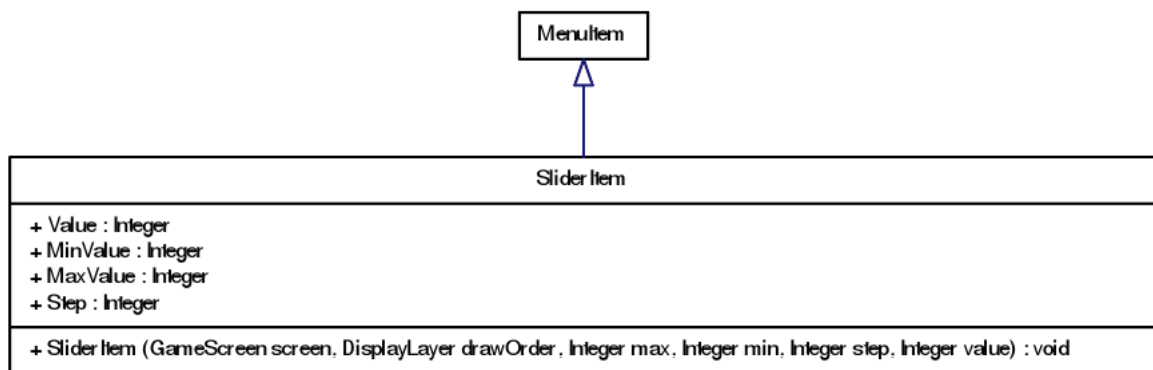 MenuItem
SliderItem
+ Value : Integer
+ MinValue : Integer
+ MaxValue : Integer
+ Step : Integer
+ SliderItem (GameScreen screen, DisplayLayer drawOrder, Integer max, Integer min, Integer step, Integer value) : void